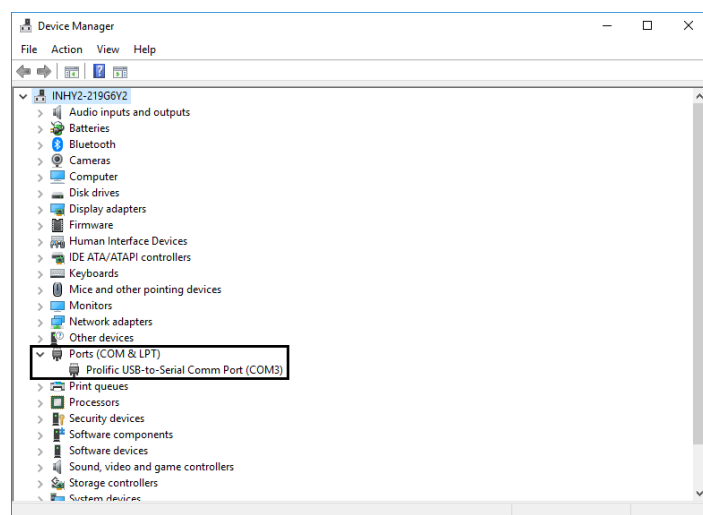 Device Manager
File Action View Help
INHY2-219G6Y2
Audio inputs and outputs
Batteries
Bluetooth
Cameras
Computer
Disk drives
Display adapters
Firmware
Human Interface Devices
IDE ATA/ATAPI controllers
Keyboards
Mice and other pointing devices
Monitors
Network adapters
Other devices
Ports (COM & LPT)
Prolific USB-to-Serial Comm Port (COM3)
Print queues
Processors
Security devices
Software components
Software devices
Sound, video and game controllers
Storage controllers
System devices